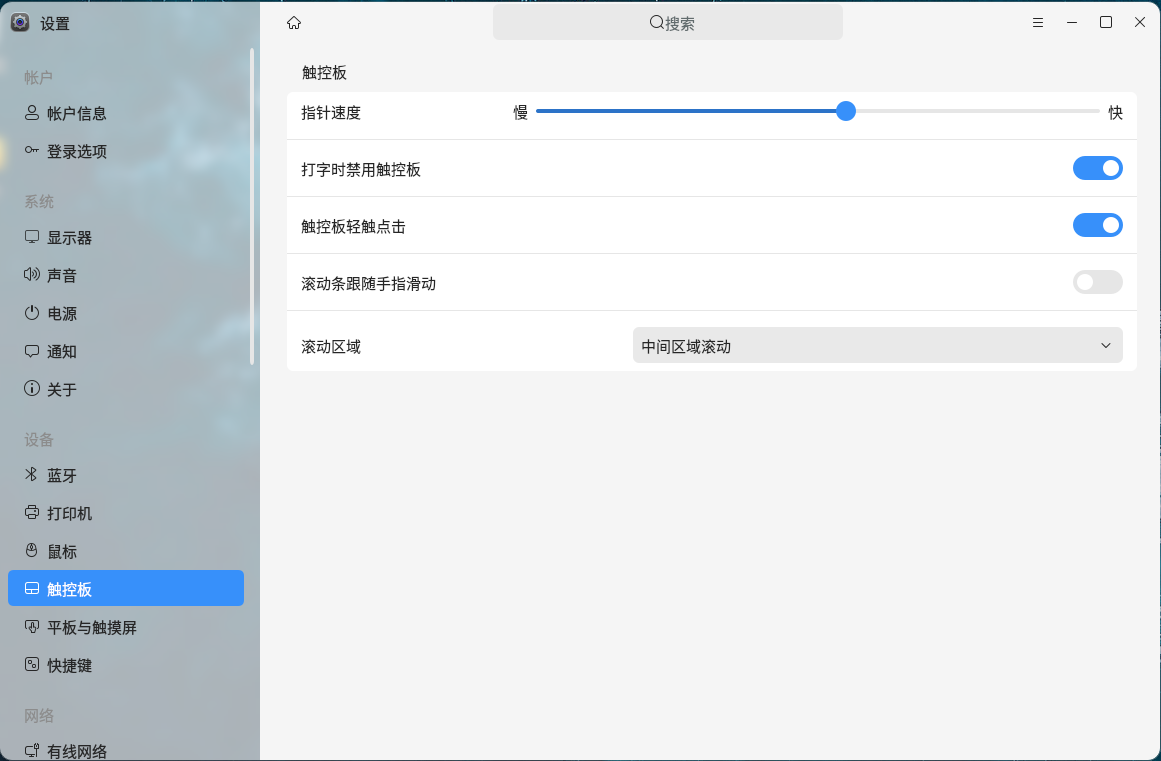 设置
搜索
帐户
帐户信息
登录选项
系统
显示器
声音
电源
通知
关于
设备
蓝牙
打印机
鼠标
触控板
平板与触摸屏
快捷键
网络
有线网络
触控板
指针速度 慢 快
打字时禁用触控板
触控板轻触点击
滚动条跟随手指滑动
滚动区域 中间区域滚动